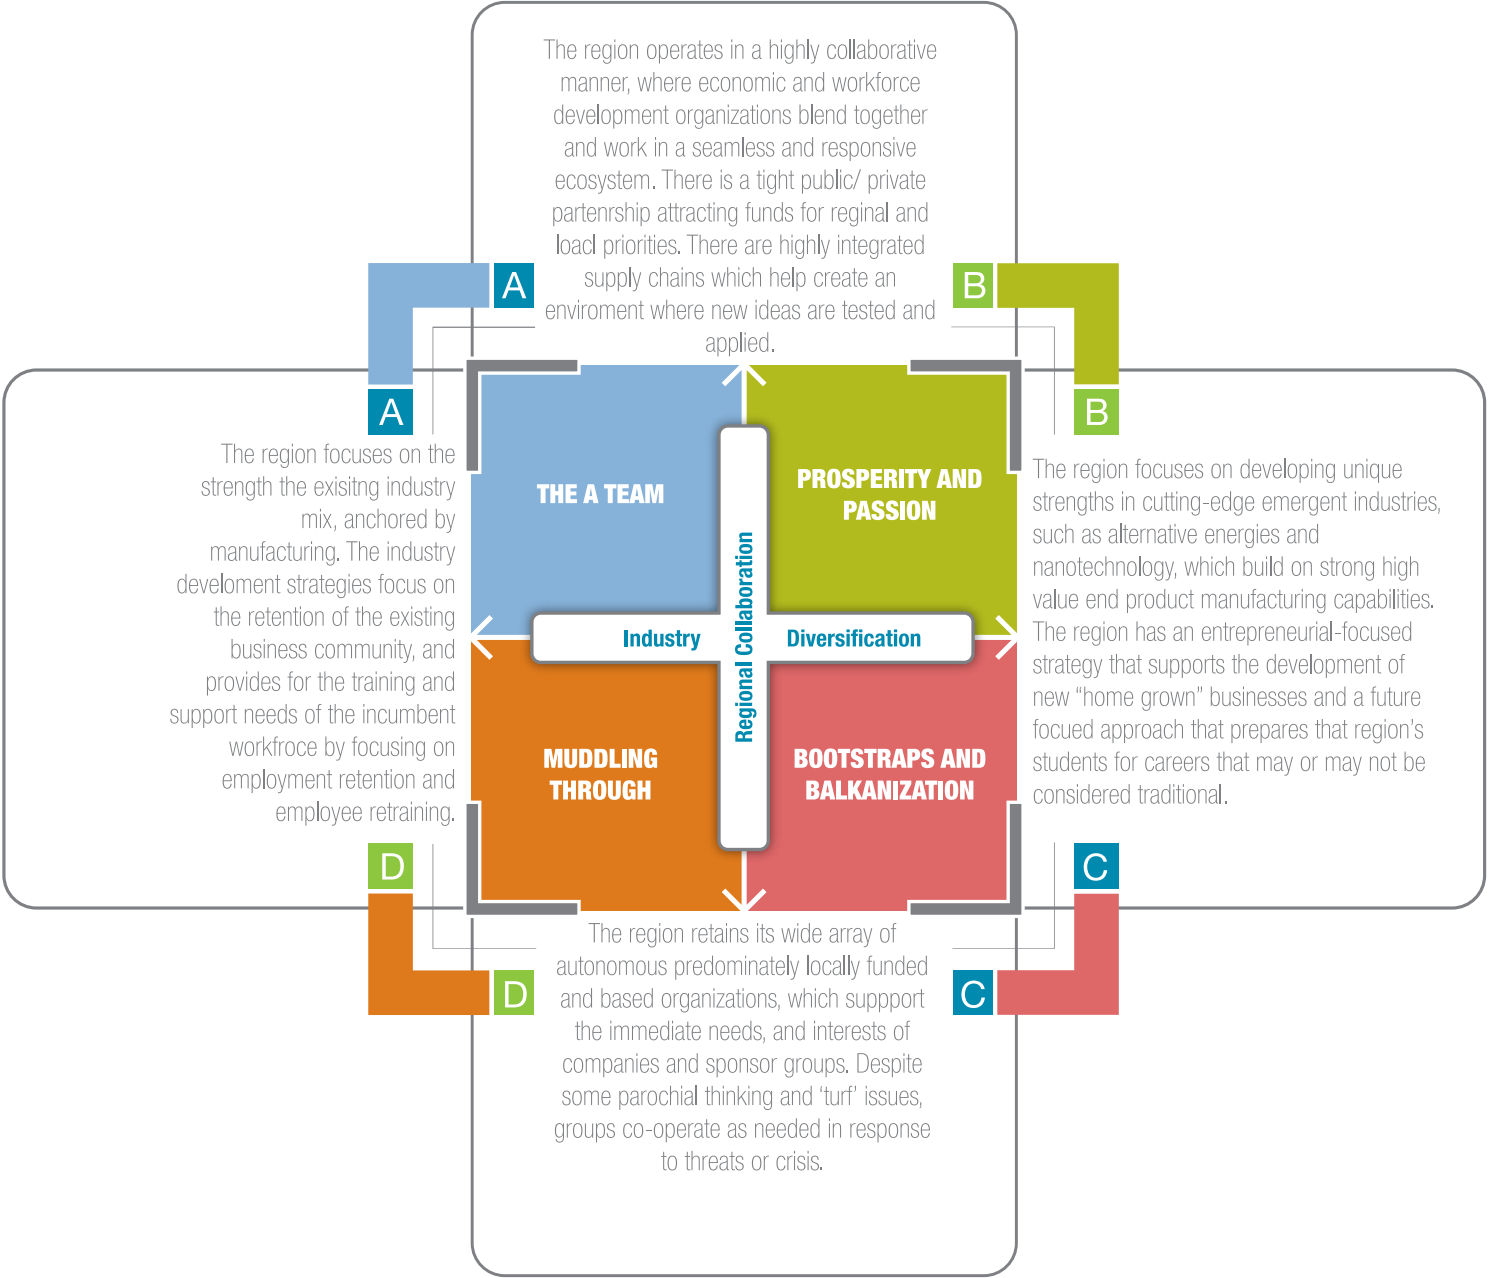 The region operates in a highly collaborative
manner, where economic and workforce
development organizations blend together
and work in a seamless and responsive
ecosystem. There is a tight public/ private
partenrship attracting funds for reginal and
loacl priorities. There are highly integrated
supply chains which help create an
enviroment where new ideas are tested and
applied.
A
B
A
B
The region focuses on the
strength the exisitng industry
mix, anchored by
manufacturing. The industry
develoment strategies focus on
the retention of the existing
business community, and
provides for the training and
support needs of the incumbent
workfroce by focusing on
employment retention and
employee retraining.
THE A TEAM
PROSPERITY AND
PASSION
Industry
Diversification
Regional Collaboration
MUDDLING
THROUGH
BOOTSTRAPS AND
BALKANIZATION
The region focuses on developing unique
strengths in cutting-edge emergent industries,
such as alternative energies and
nanotechnology, which build on strong high
value end product manufacturing capabilities.
The region has an entrepreneurial-focused
strategy that supports the development of
new “home grown” businesses and a future
focued approach that prepares that region’s
students for careers that may or may not be
considered traditional.
D
C
D
C
The region retains its wide array of
autonomous predominately locally funded
and based organizations, which suppport
the immediate needs, and interests of
companies and sponsor groups. Despite
some parochial thinking and ‘turf’ issues,
groups co-operate as needed in response
to threats or crisis.